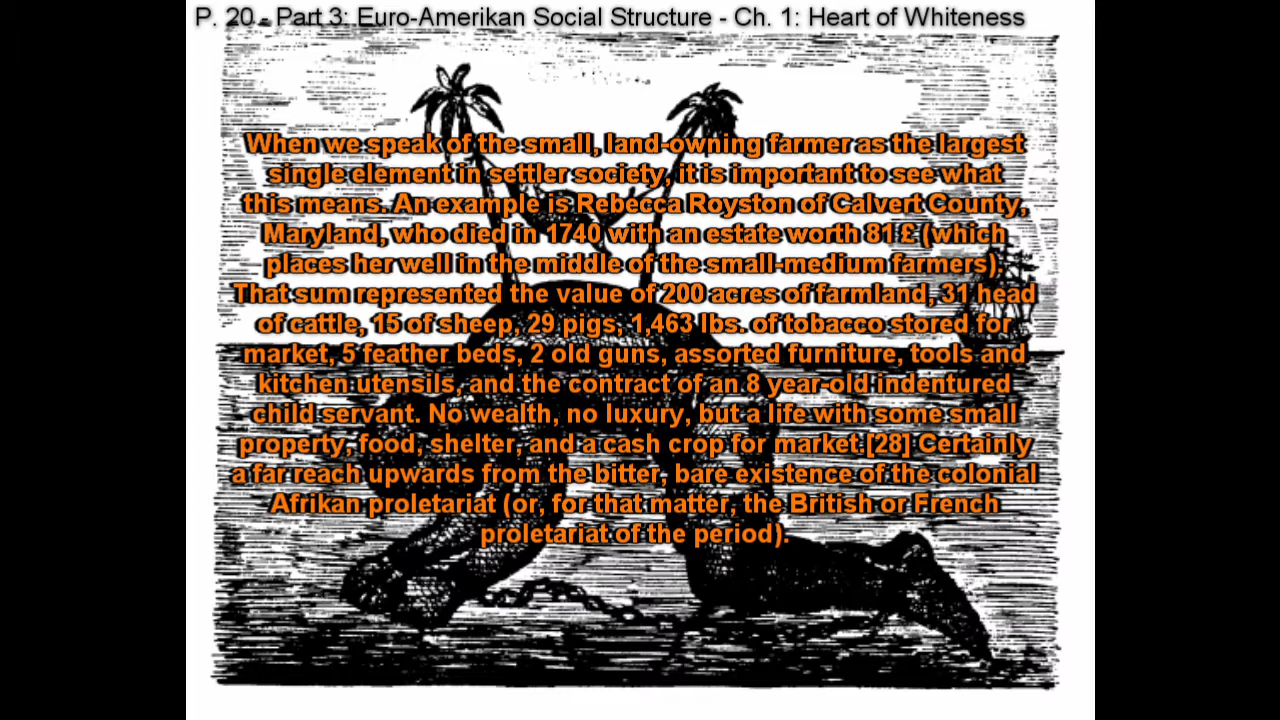 P. 20 - Part 3: Euro-Amerikan Social Structure - Ch. 1: Heart of Whiteness
When we speak of the small, land-owning farmer as the largest
single element in settler society, it is important to see what
this means. An example is Rebecca Royston of Calvert County,
Maryland, who died in 1740 with an estate worth 81£ (which
places her well in the middle of the small-medium farmers).
That sum represented the value of 200 acres of farmland, 31 head
of cattle, 15 of sheep, 29 pigs, 1,463 lbs. of tobacco stored for
market, 5 feather beds, 2 old guns, assorted furniture, tools and
kitchen utensils, and the contract of an 8 year-old indentured
child servant. No wealth, no luxury, but a life with some small
property, food, shelter, and a cash crop for market.[28] Certainly
a far reach upwards from the bitter, bare existence of the colonial
Afrikan proletariat (or, for that matter, the British or French
proletariat of the period).